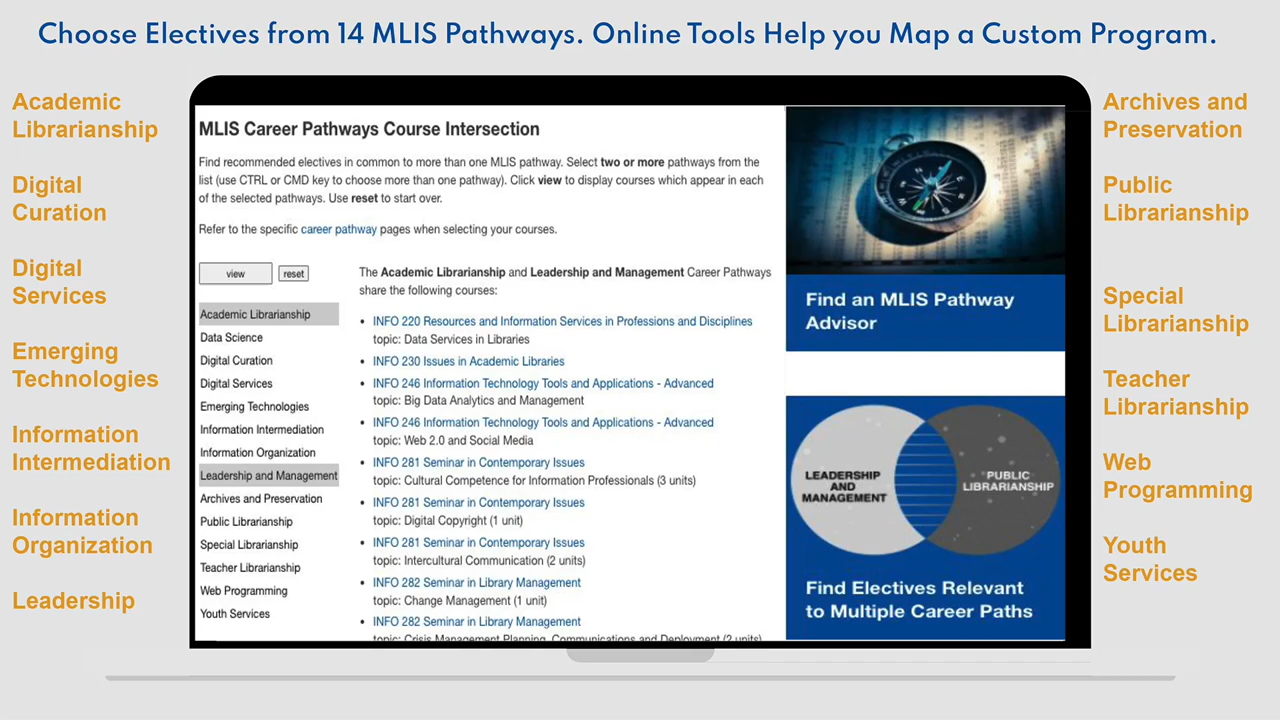 Choose Electives from 14 MLIS Pathways. Online Tools Help you Map a Custom Program.
Academic
Librarianship
Digital
Curation
Digital
Services
Emerging
Technologies
Information
Intermediation
Information
Organization
Leadership
MLIS Career Pathways Course Intersection
Find recommended electives in common to more than one MLIS pathway. Select two or more pathways from the
list (use CTRL or CMD key to choose more than one pathway). Click view to display courses which appear in each
of the selected pathways. Use reset to start over.
Refer to the specific career pathway pages when selecting your courses.
view
reset
Academic Librarianship
Data Science
Digital Curation
Digital Services
Emerging Technologies
Information Intermediation
Information Organization
Leadership and Management
Archives and Preservation
Public Librarianship
Special Librarianship
Teacher Librarianship
Web Programming
Youth Services
The Academic Librarianship and Leadership and Management Career Pathways
share the following courses:
• INFO 220 Resources and Information Services in Professions and Disciplines
topic: Data Services in Libraries
• INFO 230 Issues in Academic Libraries
• INFO 246 Information Technology Tools and Applications - Advanced
topic: Big Data Analytics and Management
• INFO 246 Information Technology Tools and Applications - Advanced
topic: Web 2.0 and Social Media
• INFO 281 Seminar in Contemporary Issues
topic: Cultural Competence for Information Professionals (3 units)
• INFO 281 Seminar in Contemporary Issues
topic: Digital Copyright (1 unit)
• INFO 281 Seminar in Contemporary Issues
topic: Intercultural Communication (2 units)
• INFO 282 Seminar in Library Management
topic: Change Management (1 unit)
• INFO 282 Seminar in Library Management
topic: Crisis Management Planning, Communications and Deployment (2 units)
Find an MLIS Pathway
Advisor
LEADERSHIP
AND
MANAGEMENT
PUBLIC
LIBRARIANSHIP
Find Electives Relevant
to Multiple Career Paths
Archives and
Preservation
Public
Librarianship
Special
Librarianship
Teacher
Librarianship
Web
Programming
Youth
Services